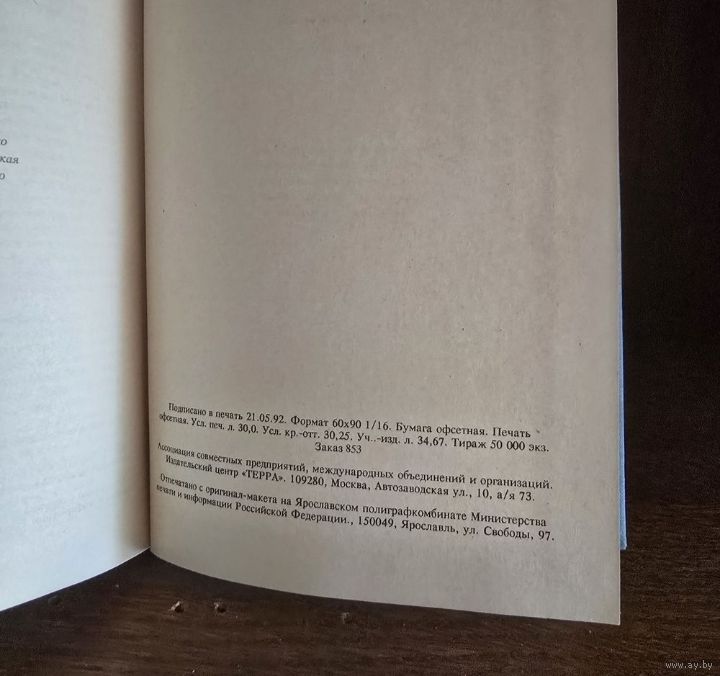 о
кая
о
Подписано в печать 21.05.92. Формат 60х90 1/16. Бумага офсетная. Печать
офсетная. Усл. печ. л. 30,0. Усл. кр.-отт. 30,25. Уч..-изд. л. 34,67. Тираж 50 000 экз.
Заказ 853
Ассоциация совместных предприятий, международных объединений и организаций.
Издательский центр «ТЕРРА». 109280, Москва, Автозаводская ул., 10, а/я 73.
Отпечатано с оригинал-макета на Ярославском полиграфкомбинате Министерства
печати и информации Российской Федерации., 150049, Ярославль, ул. Свободы, 97.
www.ay.by